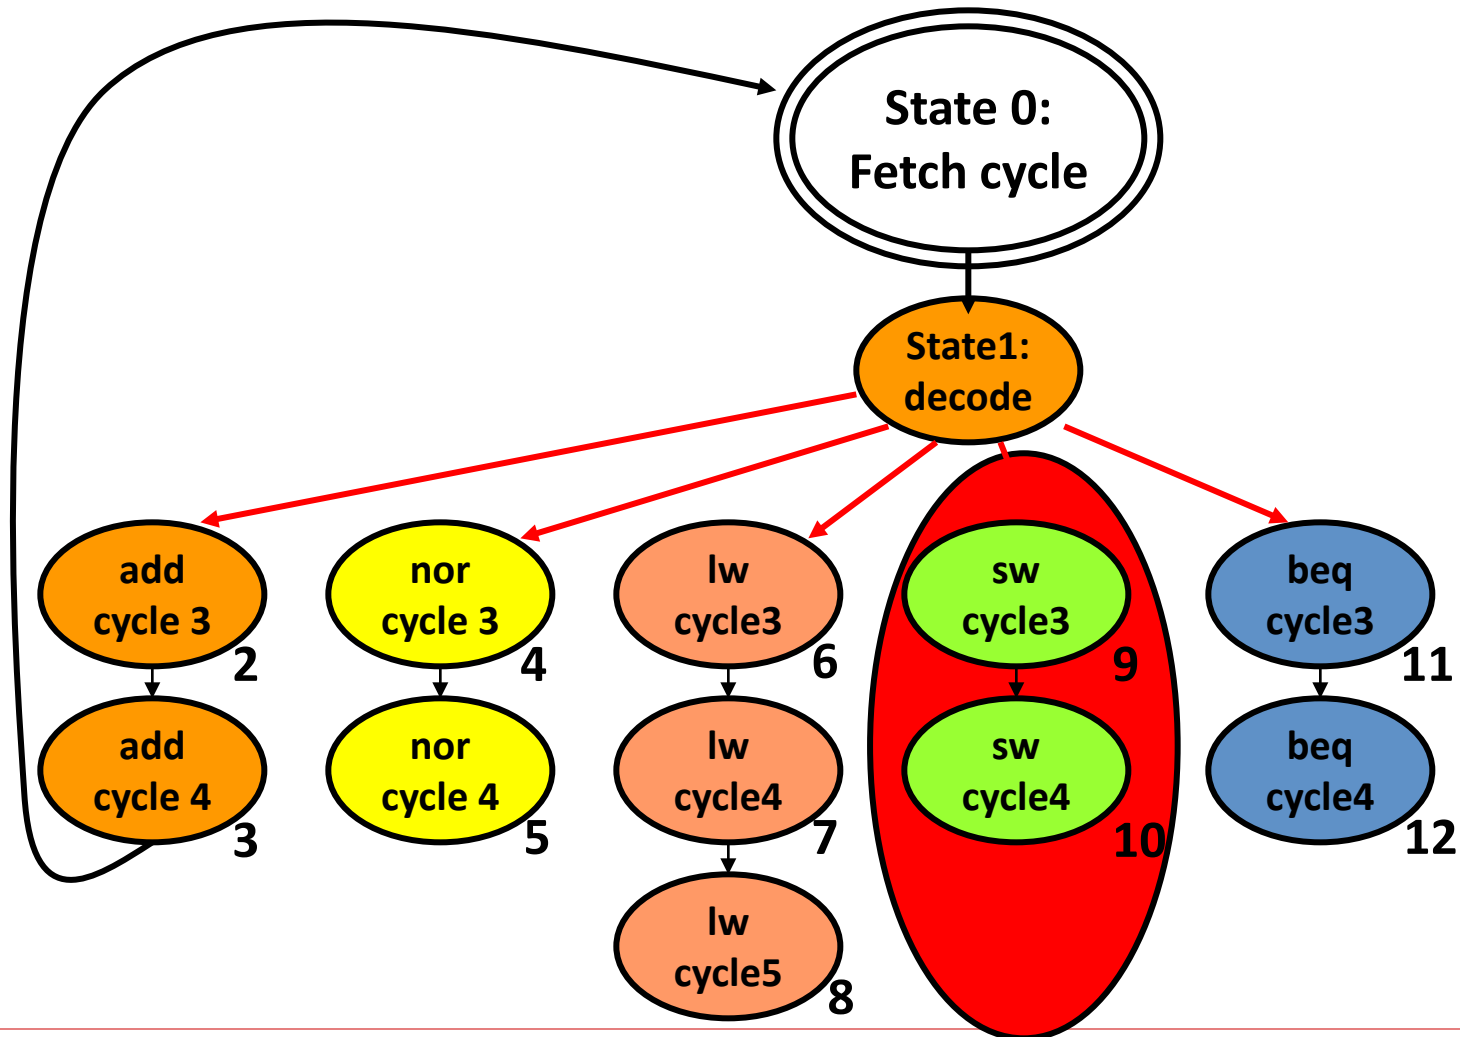 State 0:
Fetch cycle
State1:
decode
add
cycle 3
2
nor
cycle 3
4
lw
cycle3
6
sw
cycle3
9
beq
cycle3
11
add
cycle 4
3
nor
cycle 4
5
lw
cycle4
7
sw
cycle4
10
beq
cycle4
12
lw
cycle5
8